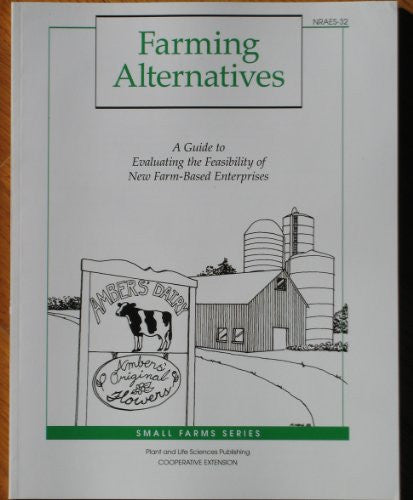 NRAES-32
Farming
Alternatives
A Guide to
Evaluating the Feasibility of
New Farm-Based Enterprises
AMBERS' DAIRY
Ambers'
Original
Flowers
SMALL FARMS SERIES
Plant and Life Sciences Publishing
COOPERATIVE EXTENSION